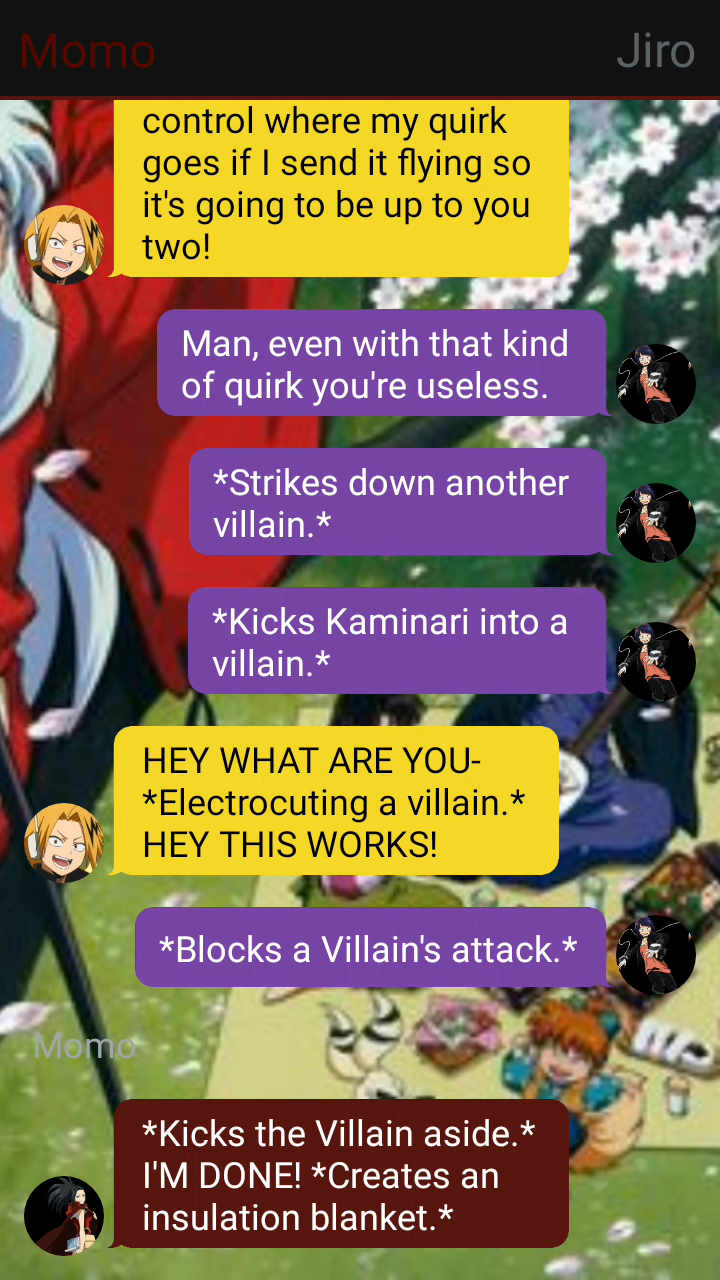 Momo
Jiro
control where my quirk
goes if I send it flying so
it's going to be up to you
two!
Man, even with that kind
of quirk you're useless.
*Strikes down another
villain.*
*Kicks Kaminari into a
villain.*
HEY WHAT ARE YOU-
*Electrocuting a villain.*
HEY THIS WORKS!
*Blocks a Villain's attack.*
Momo
*Kicks the Villain aside.*
I'M DONE! *Creates an
insulation blanket.*